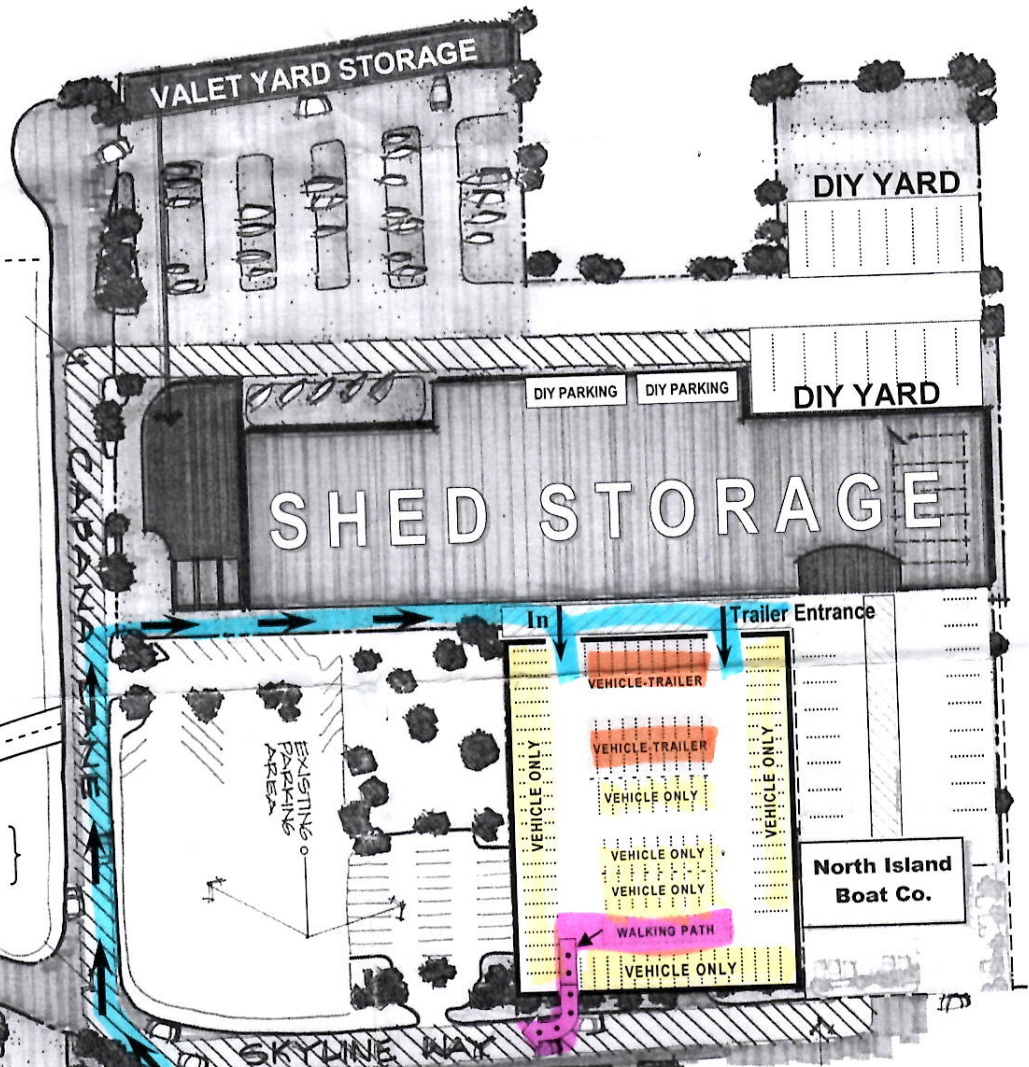 VALET YARD STORAGE
DIY YARD
DIY PARKING
DIY PARKING
DIY YARD
SHED STORAGE
CABANA LANE
In
Trailer Entrance
VEHICLE-TRAILER
VEHICLE-TRAILER
VEHICLE ONLY
VEHICLE ONLY
VEHICLE ONLY
VEHICLE ONLY
VEHICLE ONLY
EXISTING
PARKING
AREA
WALKING PATH
VEHICLE ONLY
North Island
Boat Co.
SKYLINE WAY